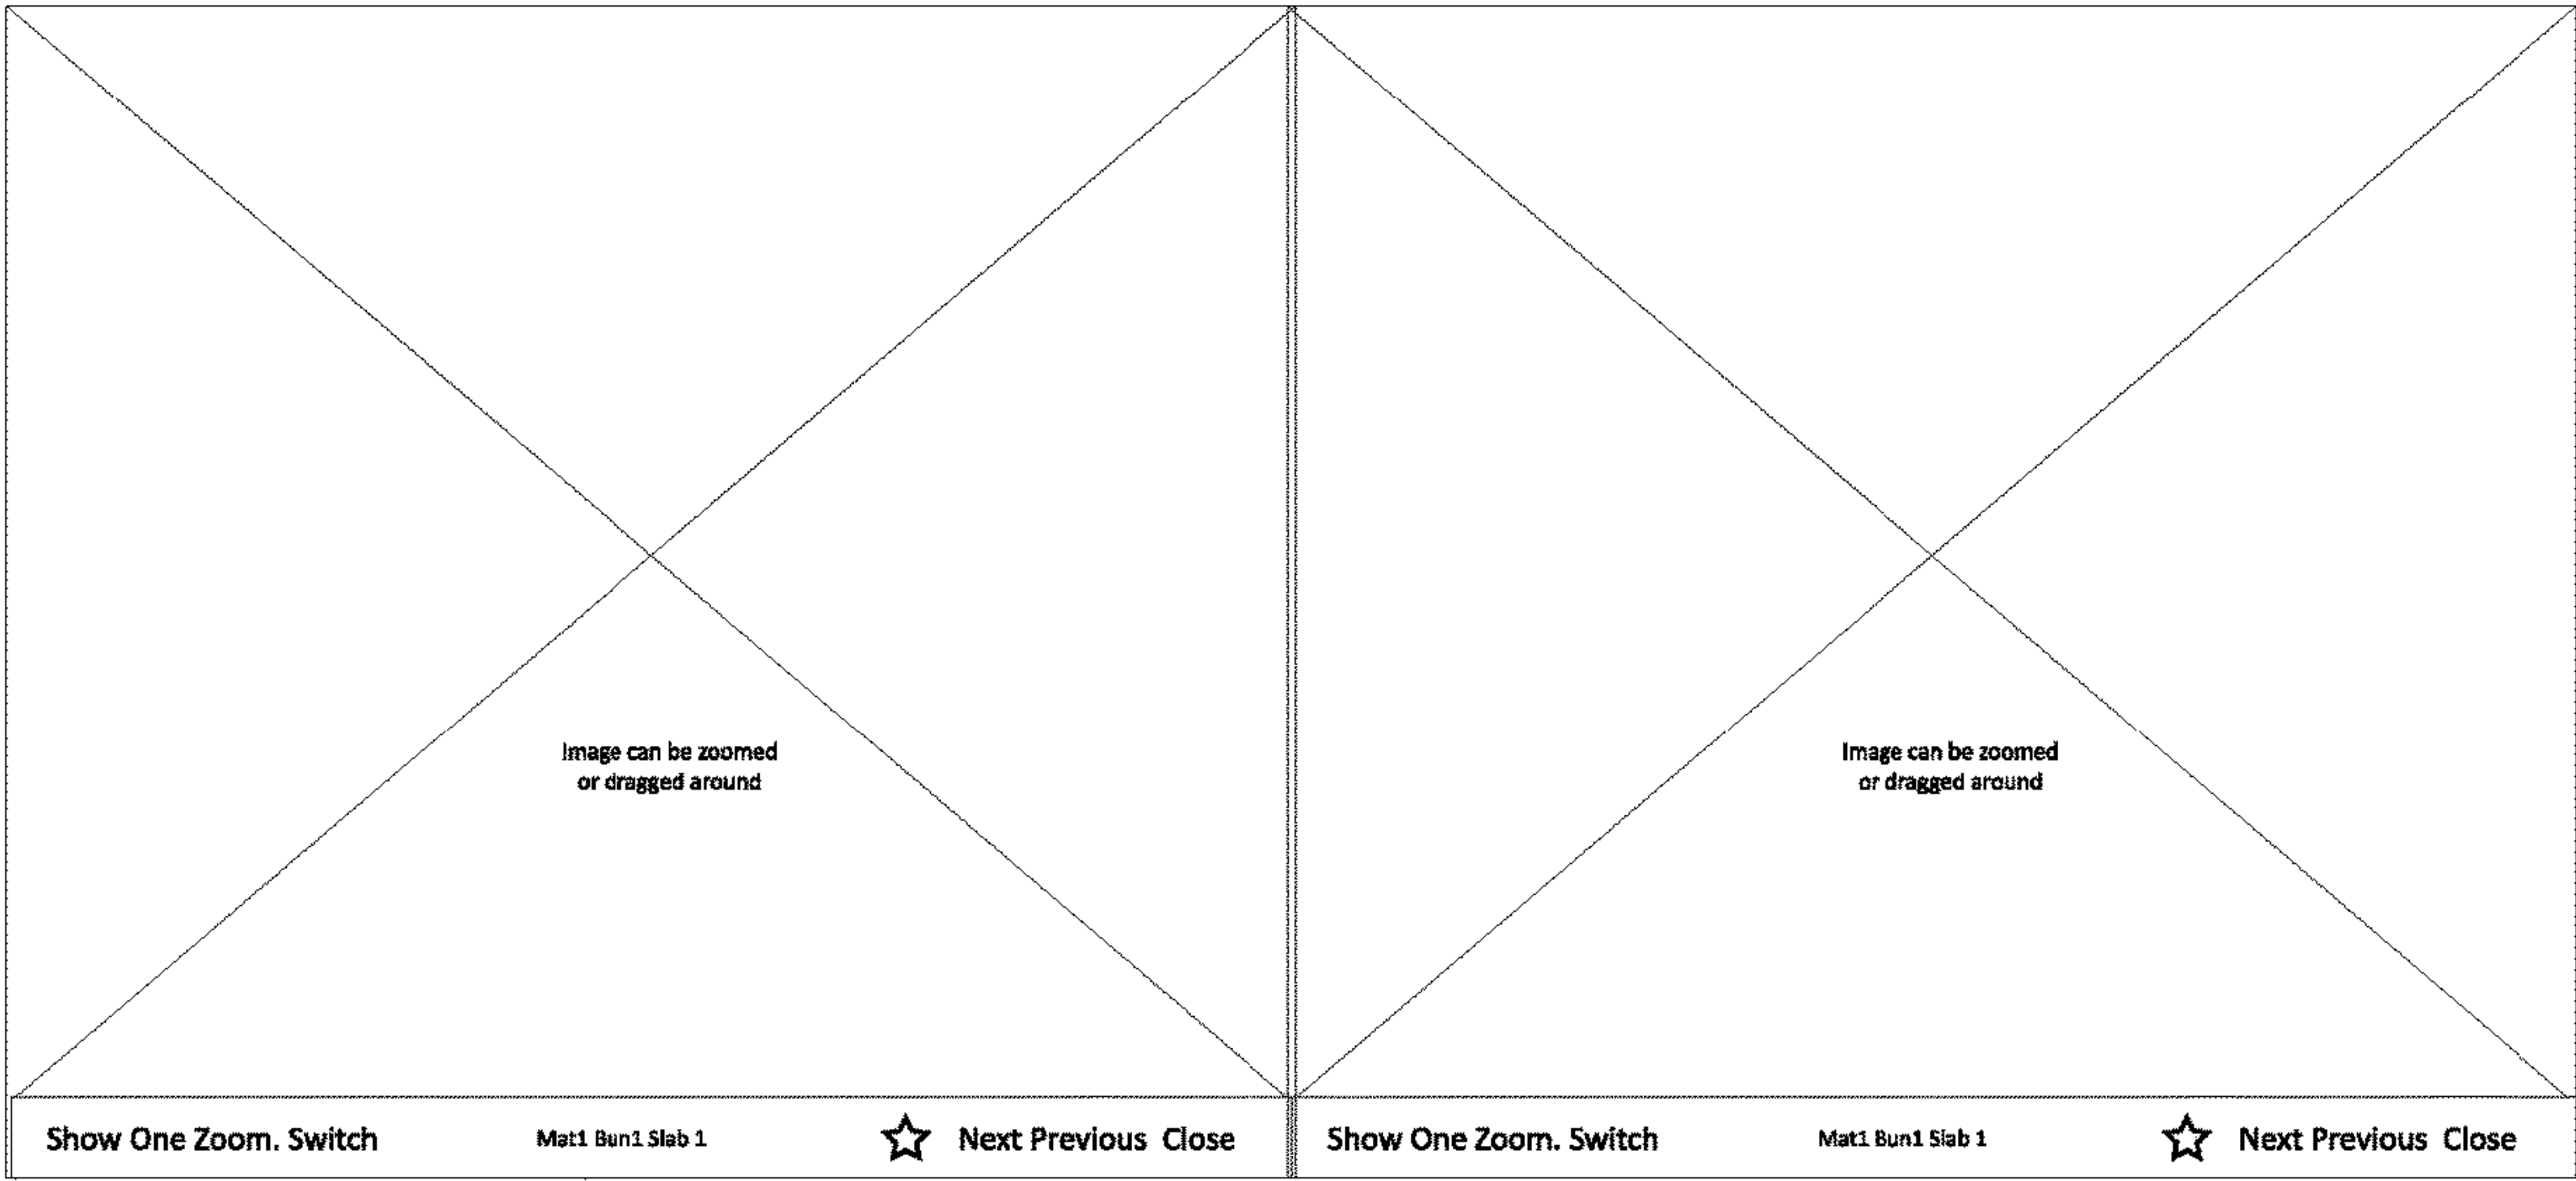 Image can be zoomed
or dragged around
Image can be zoomed
or dragged around
Show One Zoom. Switch Mat1 Bun1 Slab 1 Next Previous Close
Show One Zoom. Switch Mat1 Bun1 Slab 1 Next Previous Close